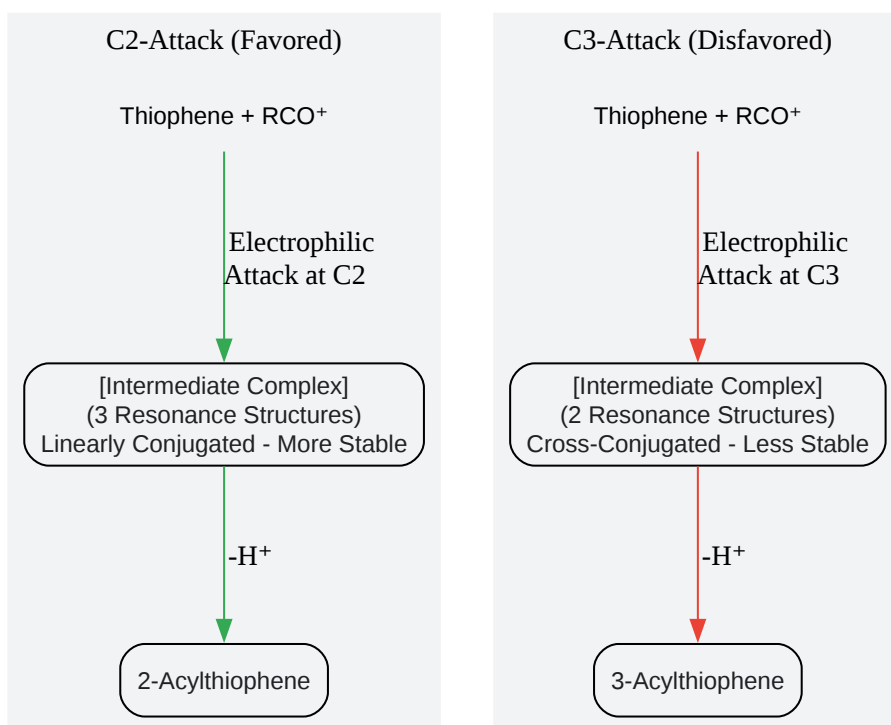 C2-Attack (Favored)
Thiophene + RCO⁺
Electrophilic
Attack at C2
[Intermediate Complex]
(3 Resonance Structures)
Linearly Conjugated - More Stable
-H⁺
2-Acylthiophene
C3-Attack (Disfavored)
Thiophene + RCO⁺
Electrophilic
Attack at C3
[Intermediate Complex]
(2 Resonance Structures)
Cross-Conjugated - Less Stable
-H⁺
3-Acylthiophene